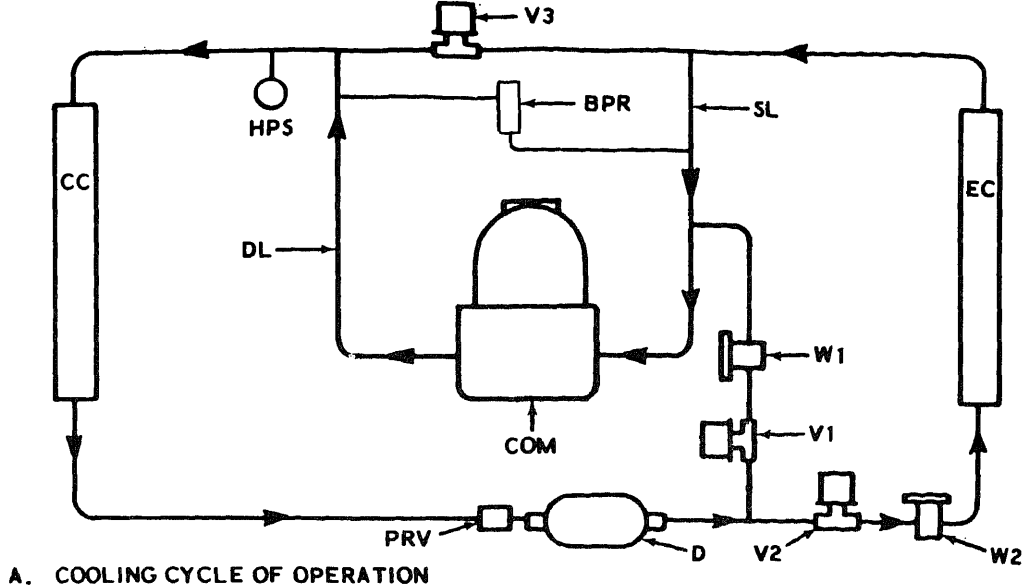 V3
BPR
SL
HPS
CC
EC
DL
W1
V1
COM
PRV
D
V2
W2
A. COOLING CYCLE OF OPERATION